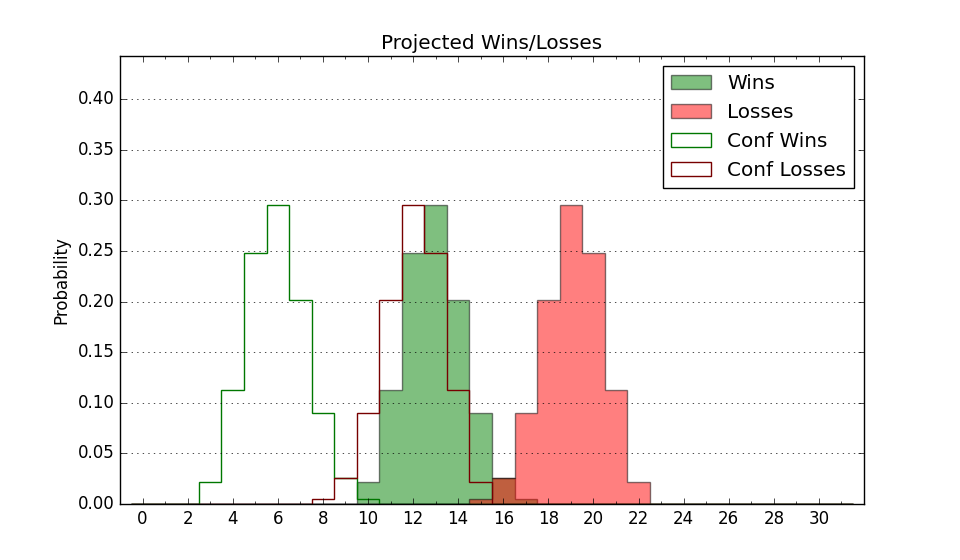 Projected Wins/Losses
Wins
Losses
Conf Wins
Conf Losses
Probability
0.40
0.35
0.30
0.25
0.20
0.15
0.10
0.05
0.00
0 2 4 6 8 10 12 14 16 18 20 22 24 26 28 30